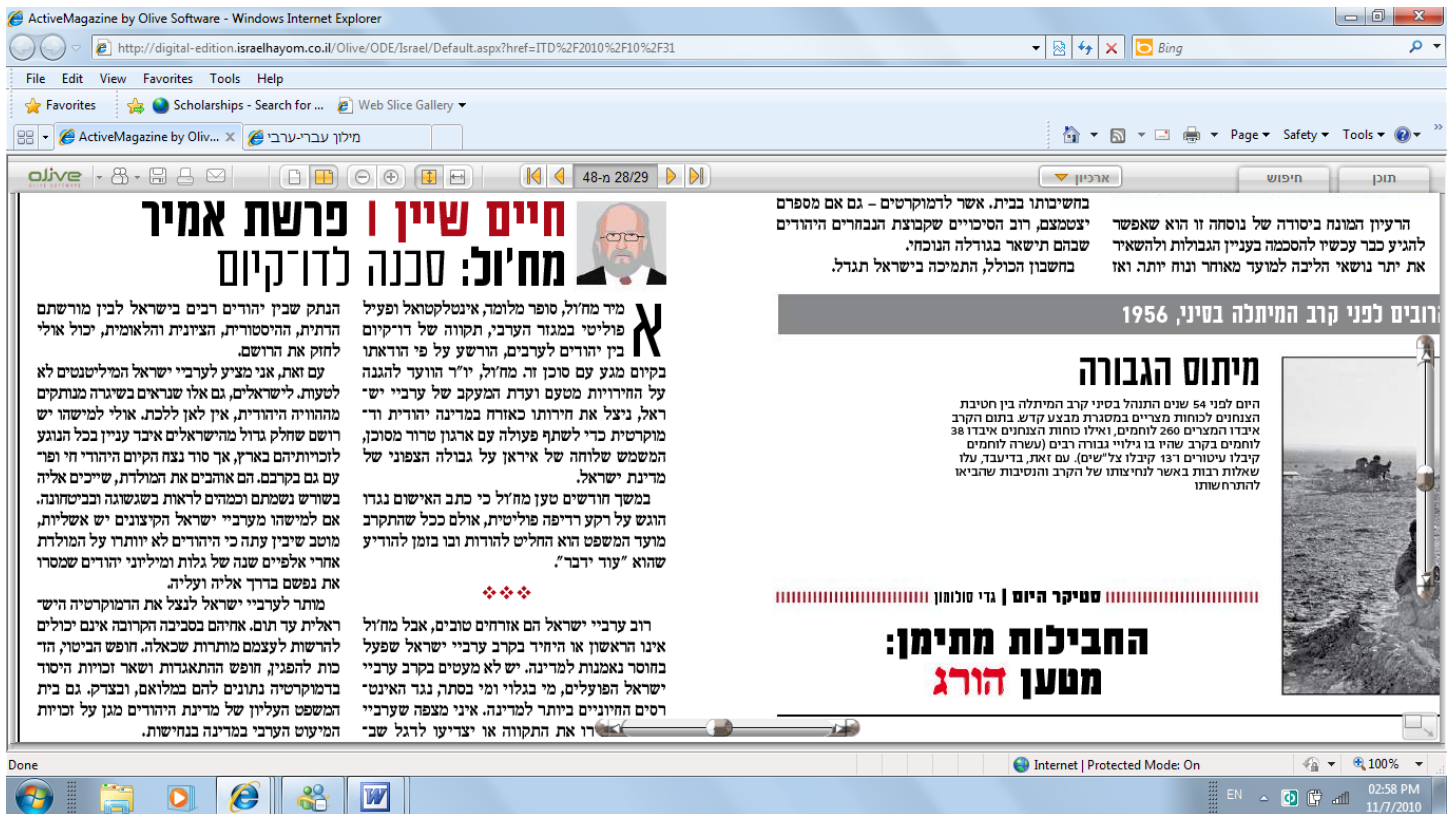 ActiveMagazine by Olive Software - Windows Internet Explorer
http://digital-edition.israelhayom.co.il/Olive/ODE/Israel/Default.aspx?href=ITD%2F2010%2F10%2F31
Bing
File Edit View Favorites Tools Help
Favorites Scholarships - Search for ... Web Slice Gallery
ActiveMagazine by Oliv... X מילון עברי-ערבי
Page Safety Tools
olive
OLIVE SOFTWARE
28/29 מ-48
ארכיון
חיפוש
תוכן
הרעיון המונח ביסודה של נוסחה זו הוא שאפשר
להגיע כבר עכשיו להסכמה בעניין הגבולות ולהשאיר
את יתר נושאי הליבה למועד מאוחר ונוח יותר. ואז
בחשיבותו בבית. אשר לדמוקרטים – גם אם מספרם
יצטמצם, רוב הסיכויים שקבוצת הנבחרים היהודים
שבהם תישאר בגודלה הנוכחי.
בחשבון הכולל, התמיכה בישראל תגדל.
לפני קרב המיתלה בסיני, 1956
מיתוס הגבורה
היום לפני 54 שנים התנהל בסיני קרב המיתלה בין חטיבת
הצנחנים לכוחות מצריים במסגרת מבצע קדש. בתום הקרב
איבדו המצרים 260 לוחמים, ואילו כוחות הצנחנים איבדו 38
לוחמים בקרב שהיו בו גילויי גבורה רבים (עשרה לוחמים
קיבלו עיטורים ו־13 קיבלו צל"שים). עם זאת, בדיעבד, עלו
שאלות רבות באשר לנחיצותו של הקרב והנסיבות שהביאו
להתרחשותו
סטיקר היום | גדי סולומון
החבילות מתימן:
מטען הורג
חיים שיין | פרשת אמיר
מח'ול: סכנה לדו־קיום
אמיר מח'ול, סופר מלומד, אינטלקטואל ופעיל
פוליטי במגזר הערבי, תקווה של דו־קיום
בין יהודים לערבים, הורשע על פי הודאתו
בקיום מגע עם סוכן זר. מח'ול, יו"ר הוועד להגנה
על החירויות מטעם ועדת המעקב של ערביי יש־
ראל, ניצל את חירותו כאזרח במדינה יהודית וד־
מוקרטית כדי לשתף פעולה עם ארגון טרור מסוכן,
המשמש שלוחה של איראן על גבולה הצפוני של
מדינת ישראל.
במשך חודשים טען מח'ול כי כתב האישום נגדו
הוגש על רקע רדיפה פוליטית, אולם ככל שהתקרב
מועד המשפט הוא החליט להודות ובו בזמן להודיע
שהוא "עוד ידבר".
רוב ערביי ישראל הם אזרחים טובים, אבל מח'ול
אינו הראשון או היחיד בקרב ערביי ישראל שפעל
בחוסר נאמנות למדינה. יש לא מעטים בקרב ערביי
ישראל הפועלים, מי בגלוי ומי בסתר, נגד האינט־
רסים החיוניים ביותר למדינה. איני מצפה שערביי
רו את התקווה או יצדיעו לדגל שב־
הנתק שבין יהודים רבים בישראל לבין מורשתם
הדתית, ההיסטורית, הציונית והלאומית, יכול אולי
לחזק את הרושם.
עם זאת, אני מציע לערביי ישראל המיליטנטים לא
לטעות. לישראלים, גם אלו שנראים בשיגרה מנותקים
מההוויה היהודית, אין לאן ללכת. אולי למישהו יש
רושם שחלק גדול מהישראלים איבד עניין בכל הנוגע
לזכויותיהם בארץ, אך סוד נצח הקיום היהודי חי ופו־
עם גם בקרבם. הם אוהבים את המולדת, שייכים אליה
בשורש נשמתם וכמהים לראות בשגשוגה ובביטחונה.
אם למישהו מערביי ישראל הקיצונים יש אשליות,
מוטב שיבין עתה כי היהודים לא יוותרו על המולדת
אחרי אלפיים שנה של גלות ומיליוני יהודים שמסרו
את נפשם בדרך אליה ועליה.
מותר לערביי ישראל לנצל את הדמוקרטיה היש־
ראלית עד תום. אחיהם בסביבה הקרובה אינם יכולים
להרשות לעצמם מותרות שכאלה. חופש הביטוי, הז־
כות להפגין, חופש ההתאגדות ושאר זכויות היסוד
בדמוקרטיה נתונים להם במלואם, ובצדק. גם בית
המשפט העליון של מדינת היהודים מגן על זכויות
המיעוט הערבי במדינה בנחישות.
Done
Internet | Protected Mode: On
100%
EN
02:58 PM
11/7/2010